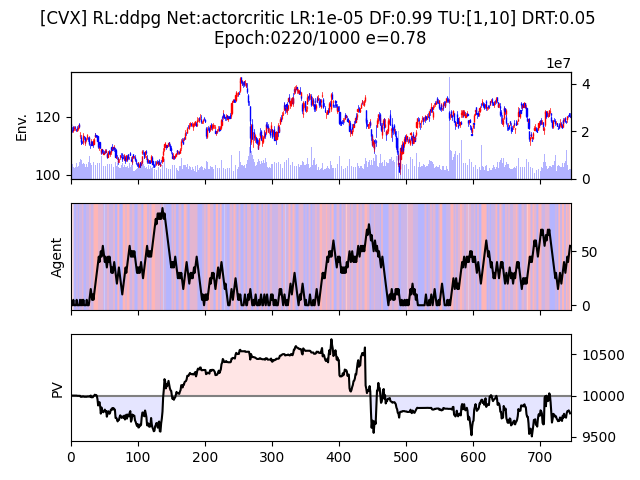 [CVX] RL:ddpg Net:actorcritic LR:1e-05 DF:0.99 TU:[1,10] DRT:0.05
Epoch:0220/1000 e=0.78
1e7
Env.
120
100
4
2
0
Agent
50
0
PV
10500
10000
9500
0 100 200 300 400 500 600 700